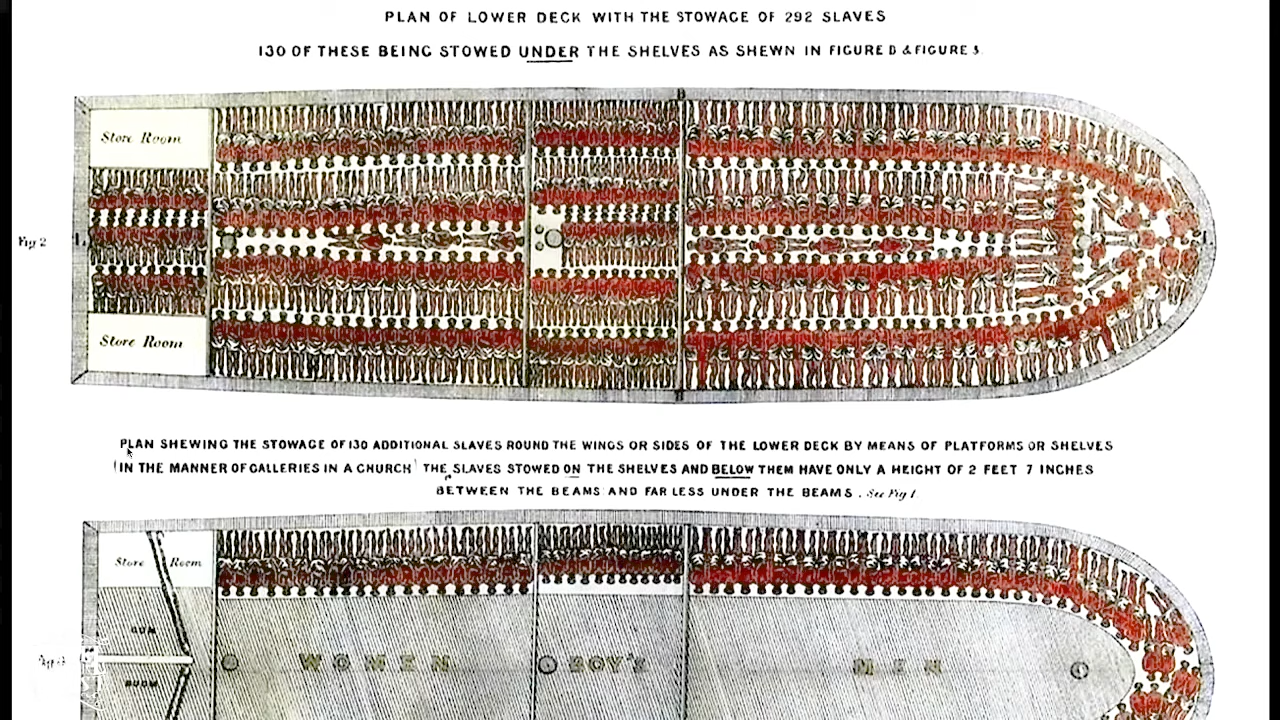 PLAN OF LOWER DECK WITH THE STOWAGE OF 292 SLAVES
130 OF THESE BEING STOWED UNDER THE SHELVES AS SHEWN IN FIGURE D & FIGURE 3.
Store Room
Fig 2
Store Room
PLAN SHEWING THE STOWAGE OF 130 ADDITIONAL SLAVES ROUND THE WINGS OR SIDES OF THE LOWER DECK BY MEANS OF PLATFORMS OR SHELVES
(IN THE MANNER OF GALLERIES IN A CHURCH) THE SLAVES STOWED ON THE SHELVES AND BELOW THEM HAVE ONLY A HEIGHT OF 2 FEET 7 INCHES
BETWEEN THE BEAMS AND FAR LESS UNDER THE BEAMS. See Fig 1.
Store Room
GUN
ROOM
WOMEN BOY'S MEN